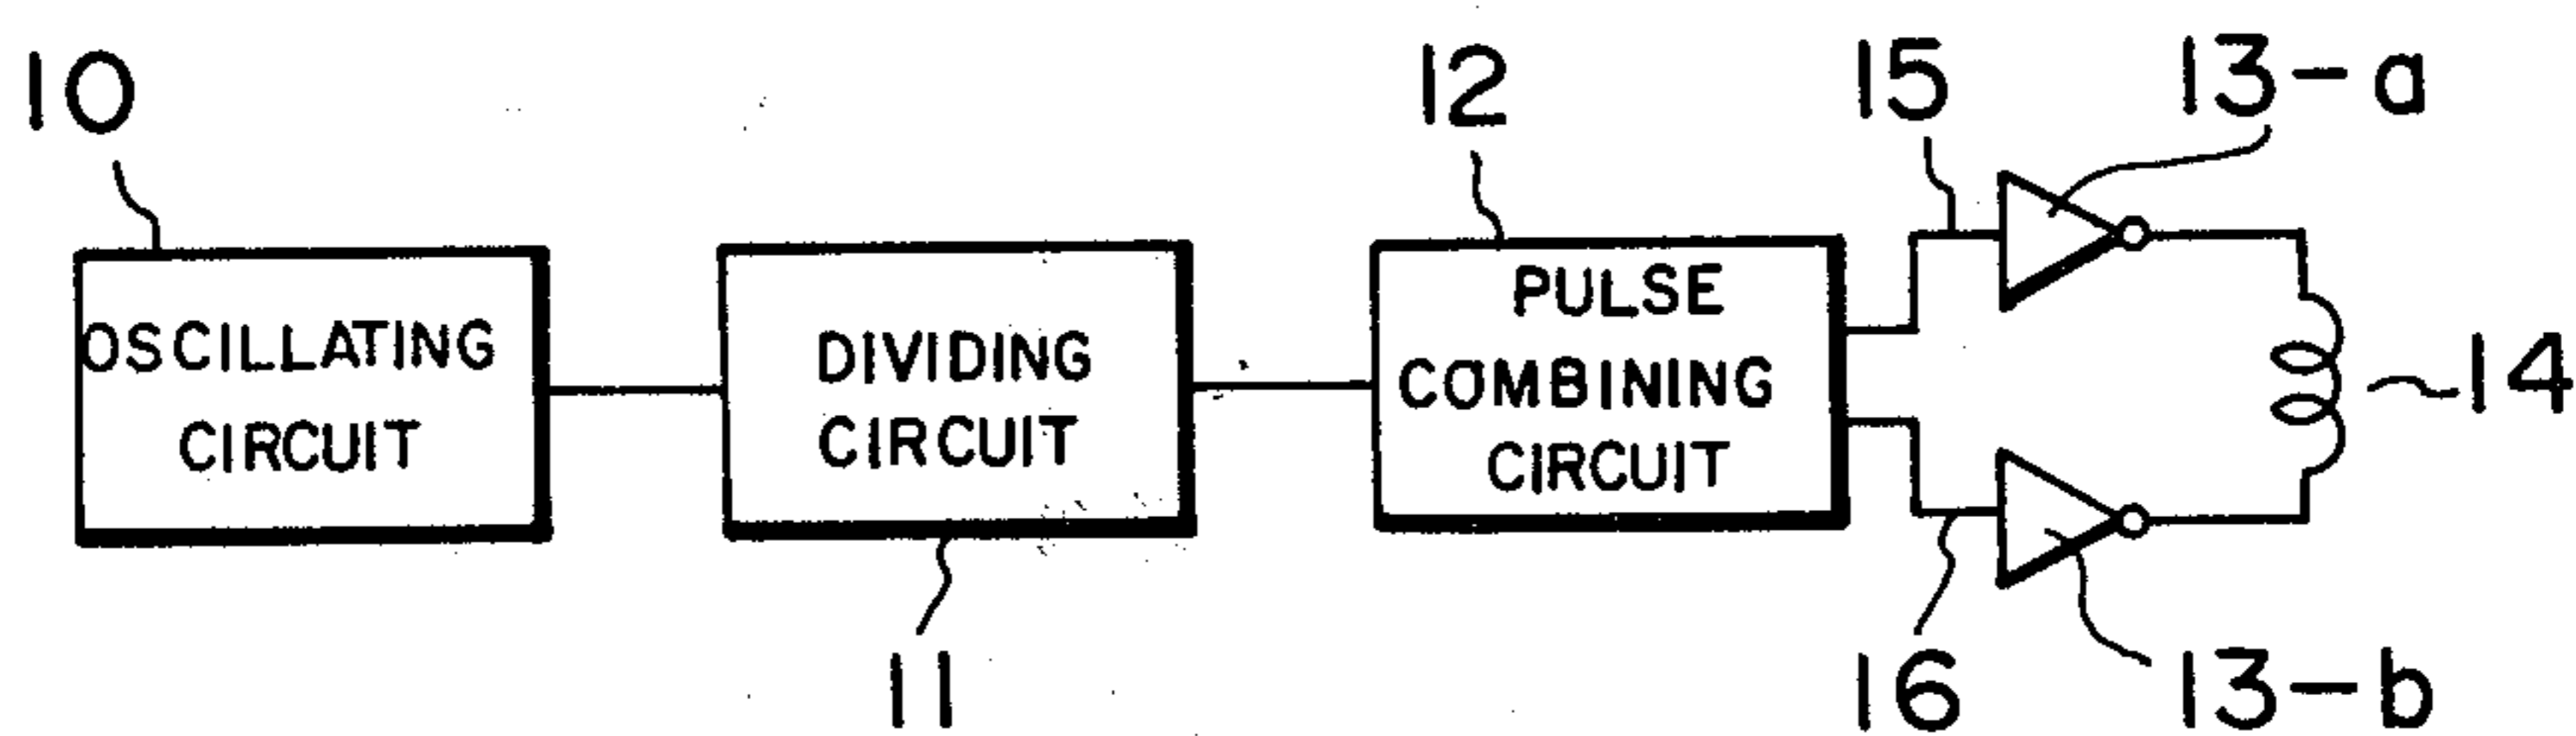 10
12
15
13-a
OSCILLATING
CIRCUIT
DIVIDING
CIRCUIT
PULSE
COMBINING
CIRCUIT
14
11
16
13-b